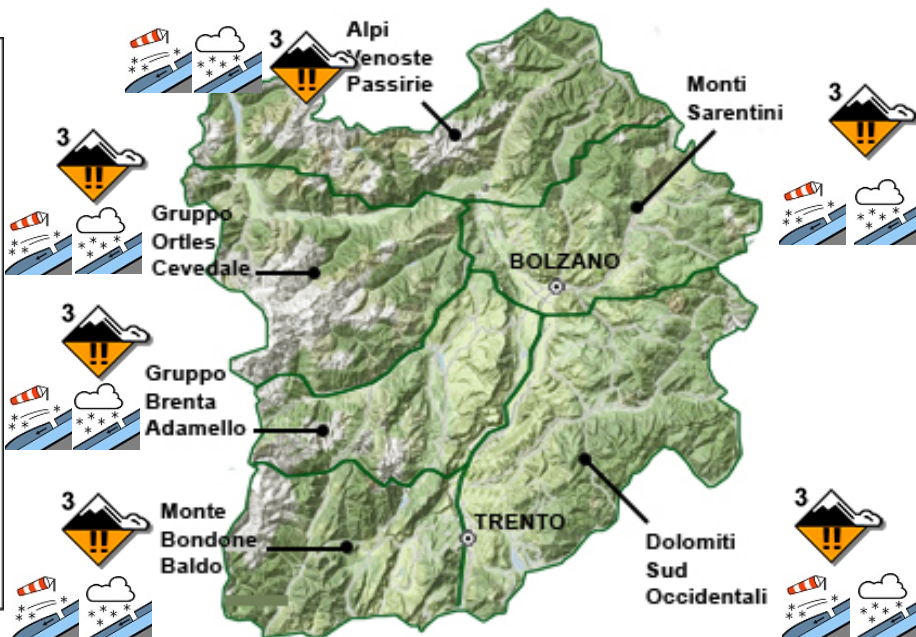 3
Alpi
Venoste
Passirie
Monti
Sarentini
3
3
Gruppo
Ortles
Cevedale
BOLZANO
3
Gruppo
Brenta
Adamello
3
Monte
Bondone
Baldo
TRENTO
3
Dolomiti
Sud
Occidentali